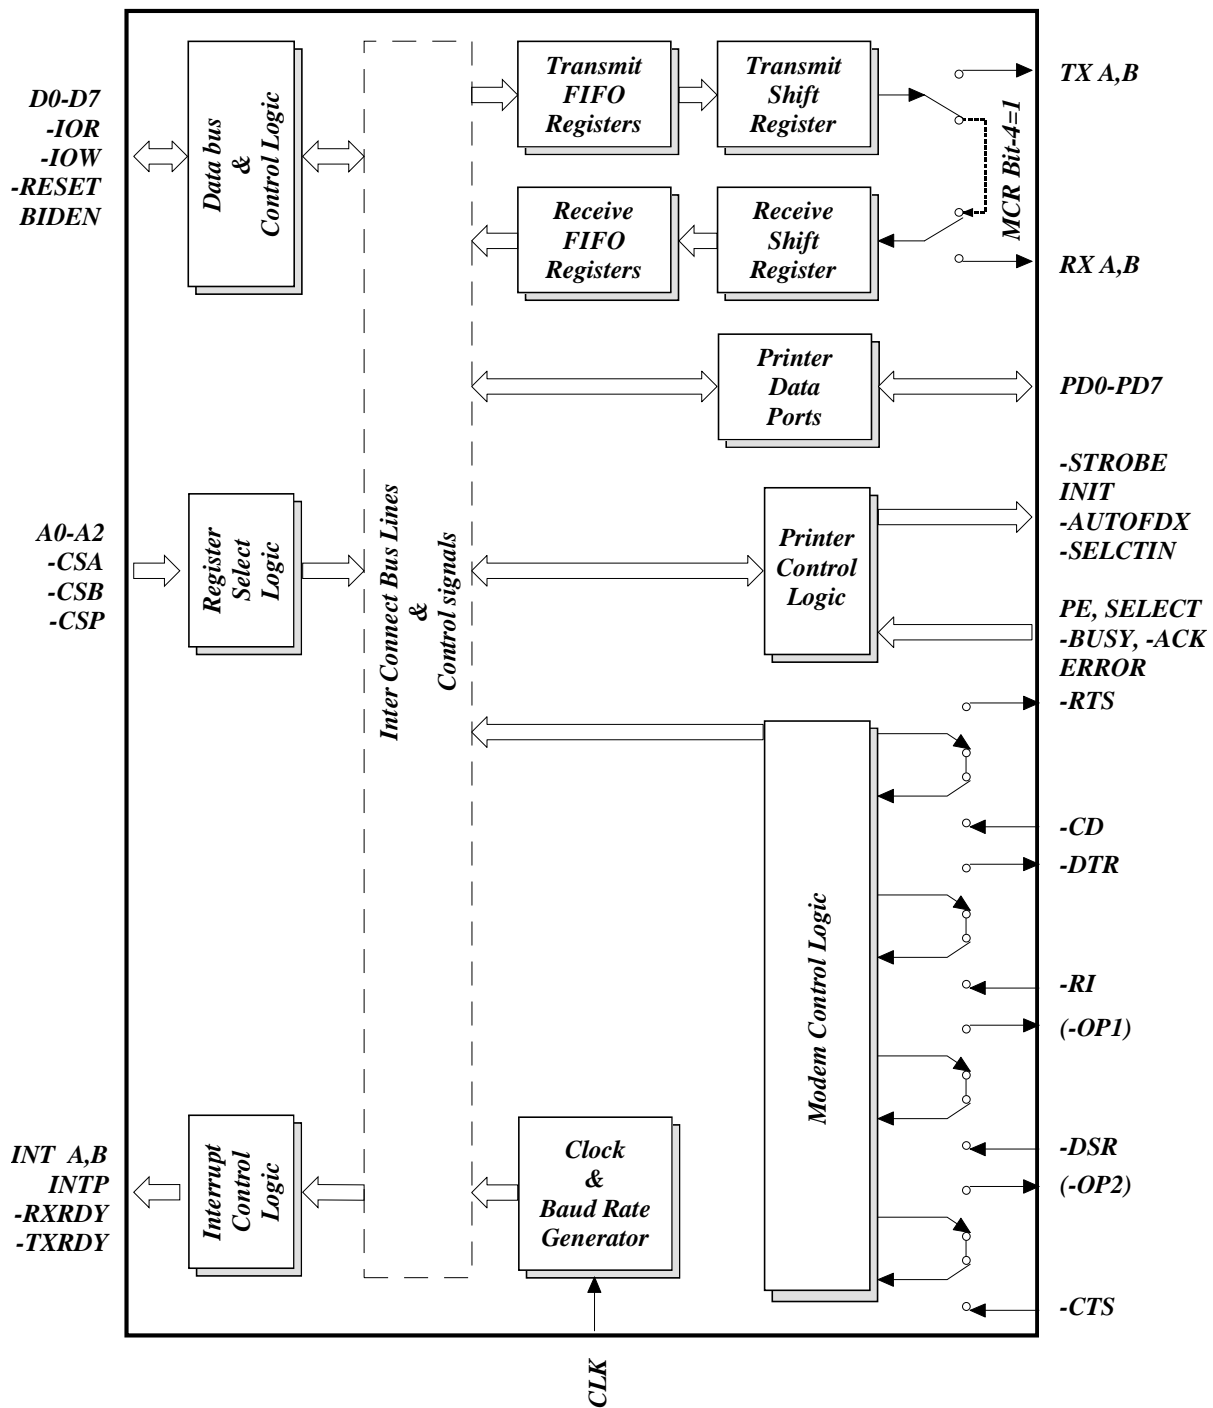 D0-D7
-IOR
-IOW
-RESET
BIDEN
Data bus
&
Control Logic
A0-A2
-CSA
-CSB
-CSP
Register
Select
Logic
INT A,B
INTP
-RXRDY
-TXRDY
Interrupt
Control
Logic
Inter Connect Bus Lines
&
Control signals
Transmit
FIFO
Registers
Transmit
Shift
Register
Receive
FIFO
Registers
Receive
Shift
Register
MCR Bit-4=1
TX A,B
RX A,B
Printer
Data
Ports
PD0-PD7
Printer
Control
Logic
-STROBE
INIT
-AUTOFDX
-SELCTIN
PE, SELECT
-BUSY, -ACK
ERROR
Modem Control Logic
-RTS
-CD
-DTR
-RI
(-OP1)
-DSR
(-OP2)
-CTS
Clock
&
Baud Rate
Generator
CLK